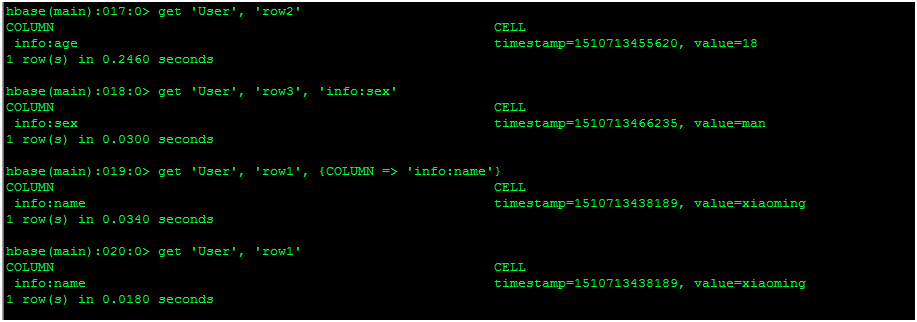 hbase(main):017:0> get 'User', 'row2'
COLUMN CELL
info:age timestamp=1510713455620, value=18
1 row(s) in 0.2460 seconds
hbase(main):018:0> get 'User', 'row3', 'info:sex'
COLUMN CELL
info:sex timestamp=1510713466235, value=man
1 row(s) in 0.0300 seconds
hbase(main):019:0> get 'User', 'row1', {COLUMN => 'info:name'}
COLUMN CELL
info:name timestamp=1510713438189, value=xiaoming
1 row(s) in 0.0340 seconds
hbase(main):020:0> get 'User', 'row1'
COLUMN CELL
info:name timestamp=1510713438189, value=xiaoming
1 row(s) in 0.0180 seconds